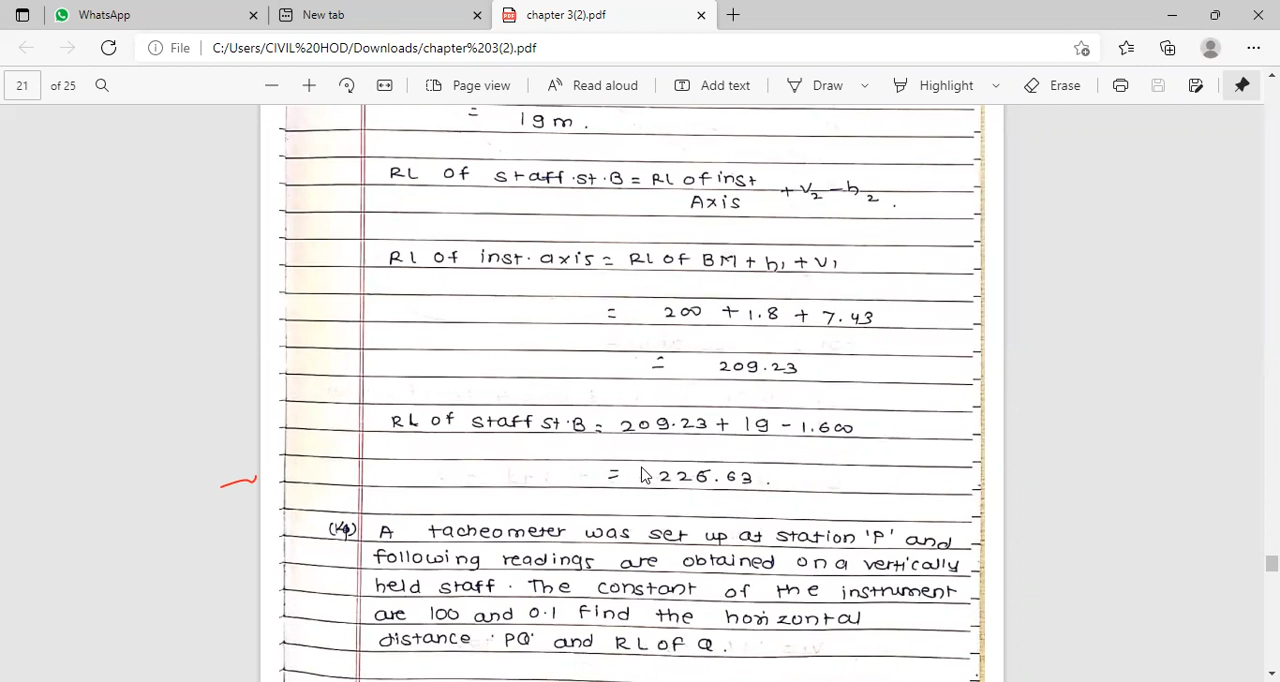 WhatsApp
New tab
chapter 3(2).pdf
File
C:/Users/CIVIL%20HOD/Downloads/chapter%203(2).pdf
21 of 25
Page view
Read aloud
Add text
Draw
Highlight
Erase
= 19 m.
RL of staff.st.B = RL of inst Axis + V2 - h2.
RL of inst. axis = RL of BM + h1 + V1
= 200 + 1.8 + 7.43
= 209.23
RL of staff st.B = 209.23 + 19 - 1.600
= 226.63.
A tacheometer was set up at station 'P' and
following readings are obtained on a vertically
held staff. The constant of the instrument
are 100 and 0.1 Find the horizontal
distance PQ and RL of Q.